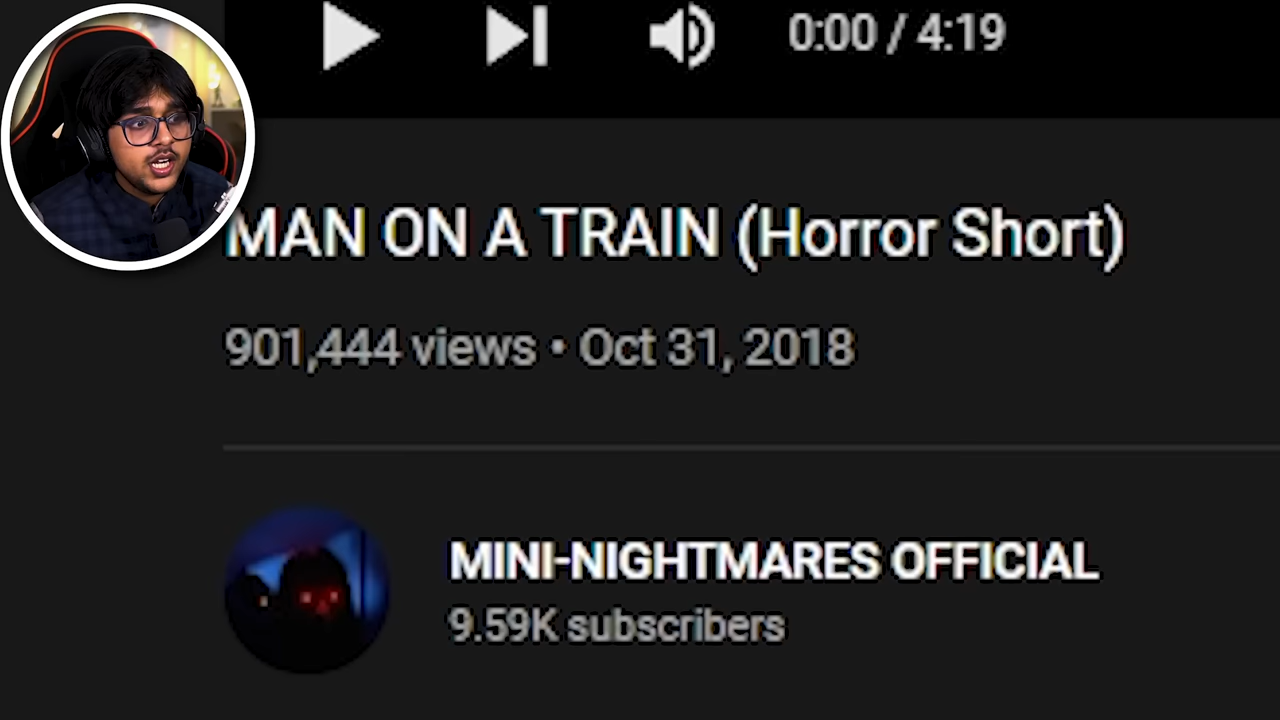 0:00 / 4:19
MAN ON A TRAIN (Horror Short)
901,444 views • Oct 31, 2018
MINI-NIGHTMARES OFFICIAL
9.59K subscribers